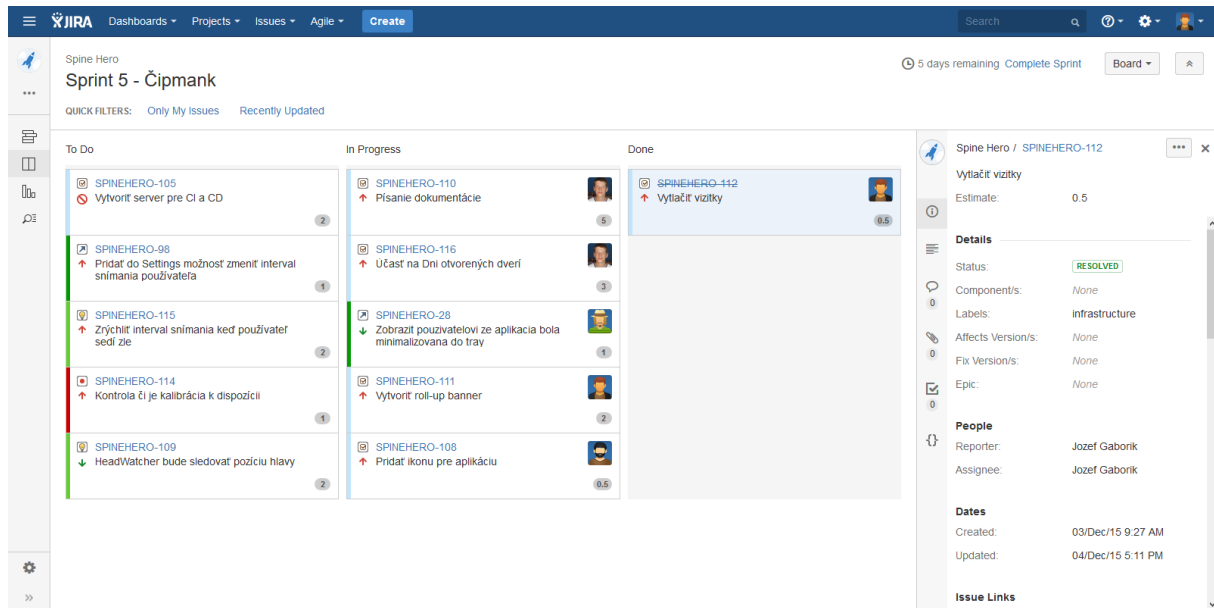 JIRA Dashboards Projects Issues Agile Create Search
Spine Hero
Sprint 5 - Čipmank
5 days remaining Complete Sprint Board
QUICK FILTERS: Only My Issues Recently Updated
To Do
SPINEHERO-105
Vytvoriť server pre CI a CD
2
SPINEHERO-98
Pridať do Settings možnosť zmeniť interval
snímania používateľa
1
SPINEHERO-115
Zrýchliť interval snímania keď používateľ
sedí zle
2
SPINEHERO-114
Kontrola či je kalibrácia k dispozícii
1
SPINEHERO-109
HeadWatcher bude sledovať pozíciu hlavy
2
In Progress
SPINEHERO-110
Písanie dokumentácie
5
SPINEHERO-116
Účasť na Dni otvorených dverí
3
SPINEHERO-28
Zobrazit pouzivatelovi ze aplikacia bola
minimalizovana do tray
1
SPINEHERO-111
Vytvoriť roll-up banner
2
SPINEHERO-108
Pridať ikonu pre aplikáciu
0.5
Done
SPINEHERO-112
Vytlačiť vizitky
0.5
Spine Hero / SPINEHERO-112
Vytlačiť vizitky
Estimate: 0.5
Details
Status: RESOLVED
Component/s: None
Labels: infrastructure
Affects Version/s: None
Fix Version/s: None
Epic: None
People
Reporter: Jozef Gaborik
Assignee: Jozef Gaborik
Dates
Created: 03/Dec/15 9:27 AM
Updated: 04/Dec/15 5:11 PM
Issue Links
0
0
0